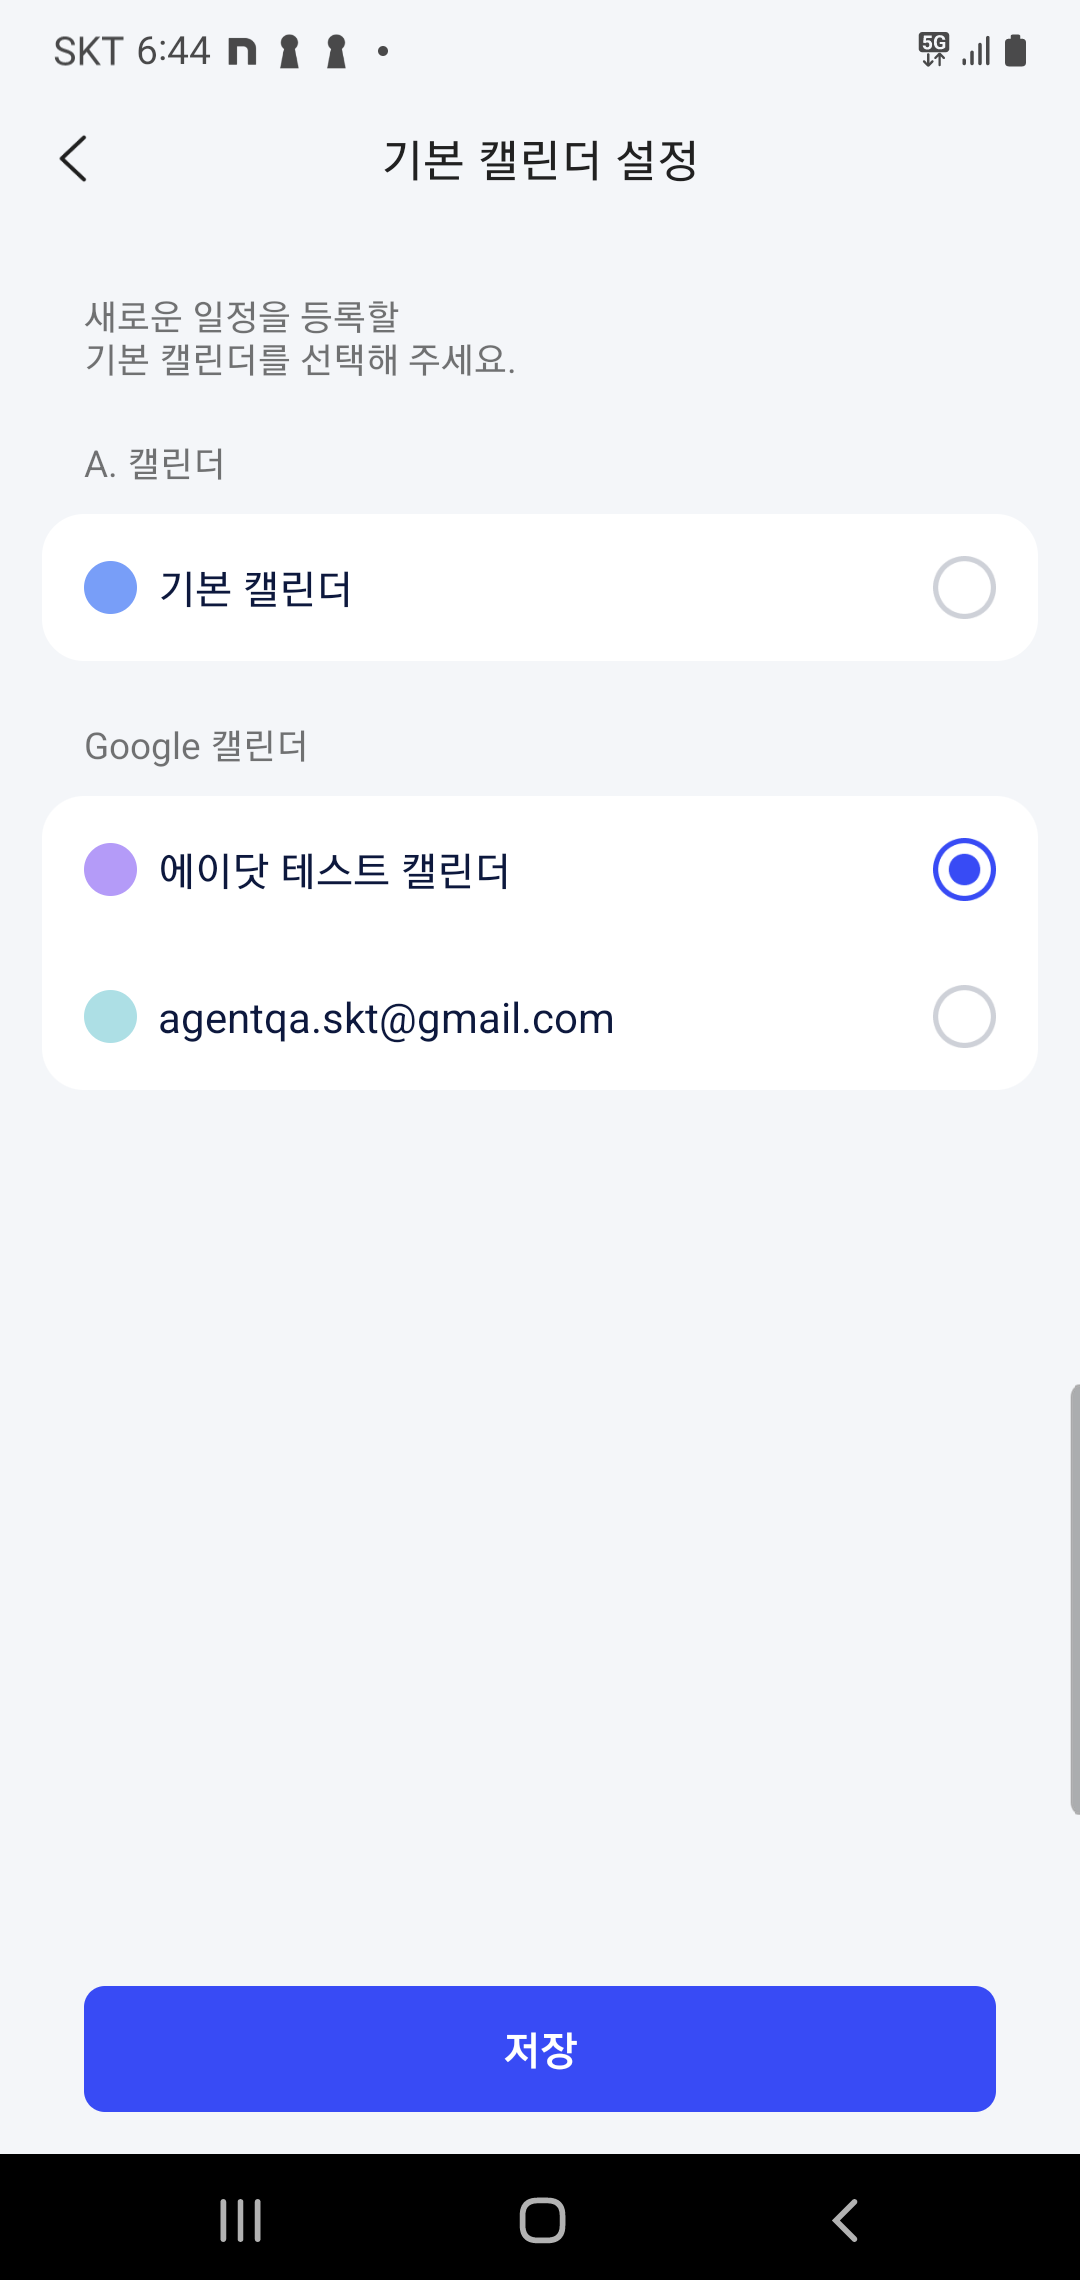 SKT 6:44
5G
기본 캘린더 설정
새로운 일정을 등록할
기본 캘린더를 선택해 주세요.
A. 캘린더
기본 캘린더
Google 캘린더
에이닷 테스트 캘린더
agentqa.skt@gmail.com
저장